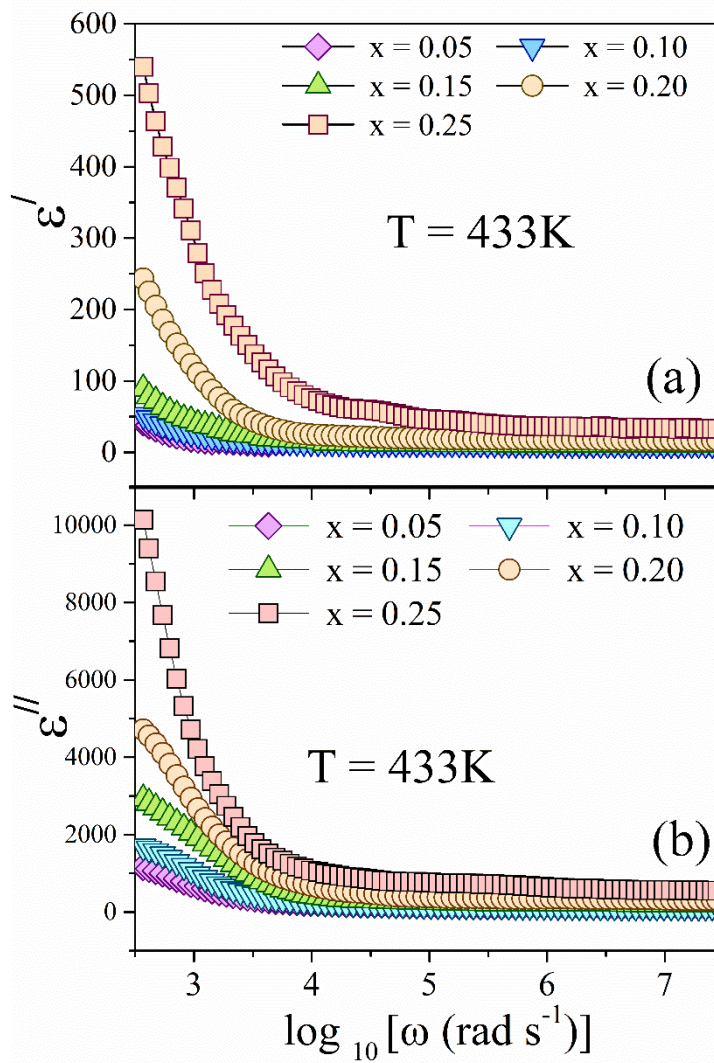 600
500
400
300
200
100
0
ε/
x = 0.05 x = 0.10
x = 0.15 x = 0.20
x = 0.25
T = 433K
(a)
10000
8000
6000
4000
2000
0
ε//
x = 0.05 x = 0.10
x = 0.15 x = 0.20
x = 0.25
T = 433K
(b)
3 4 5 6 7
log 10 [ω (rad s-1)]